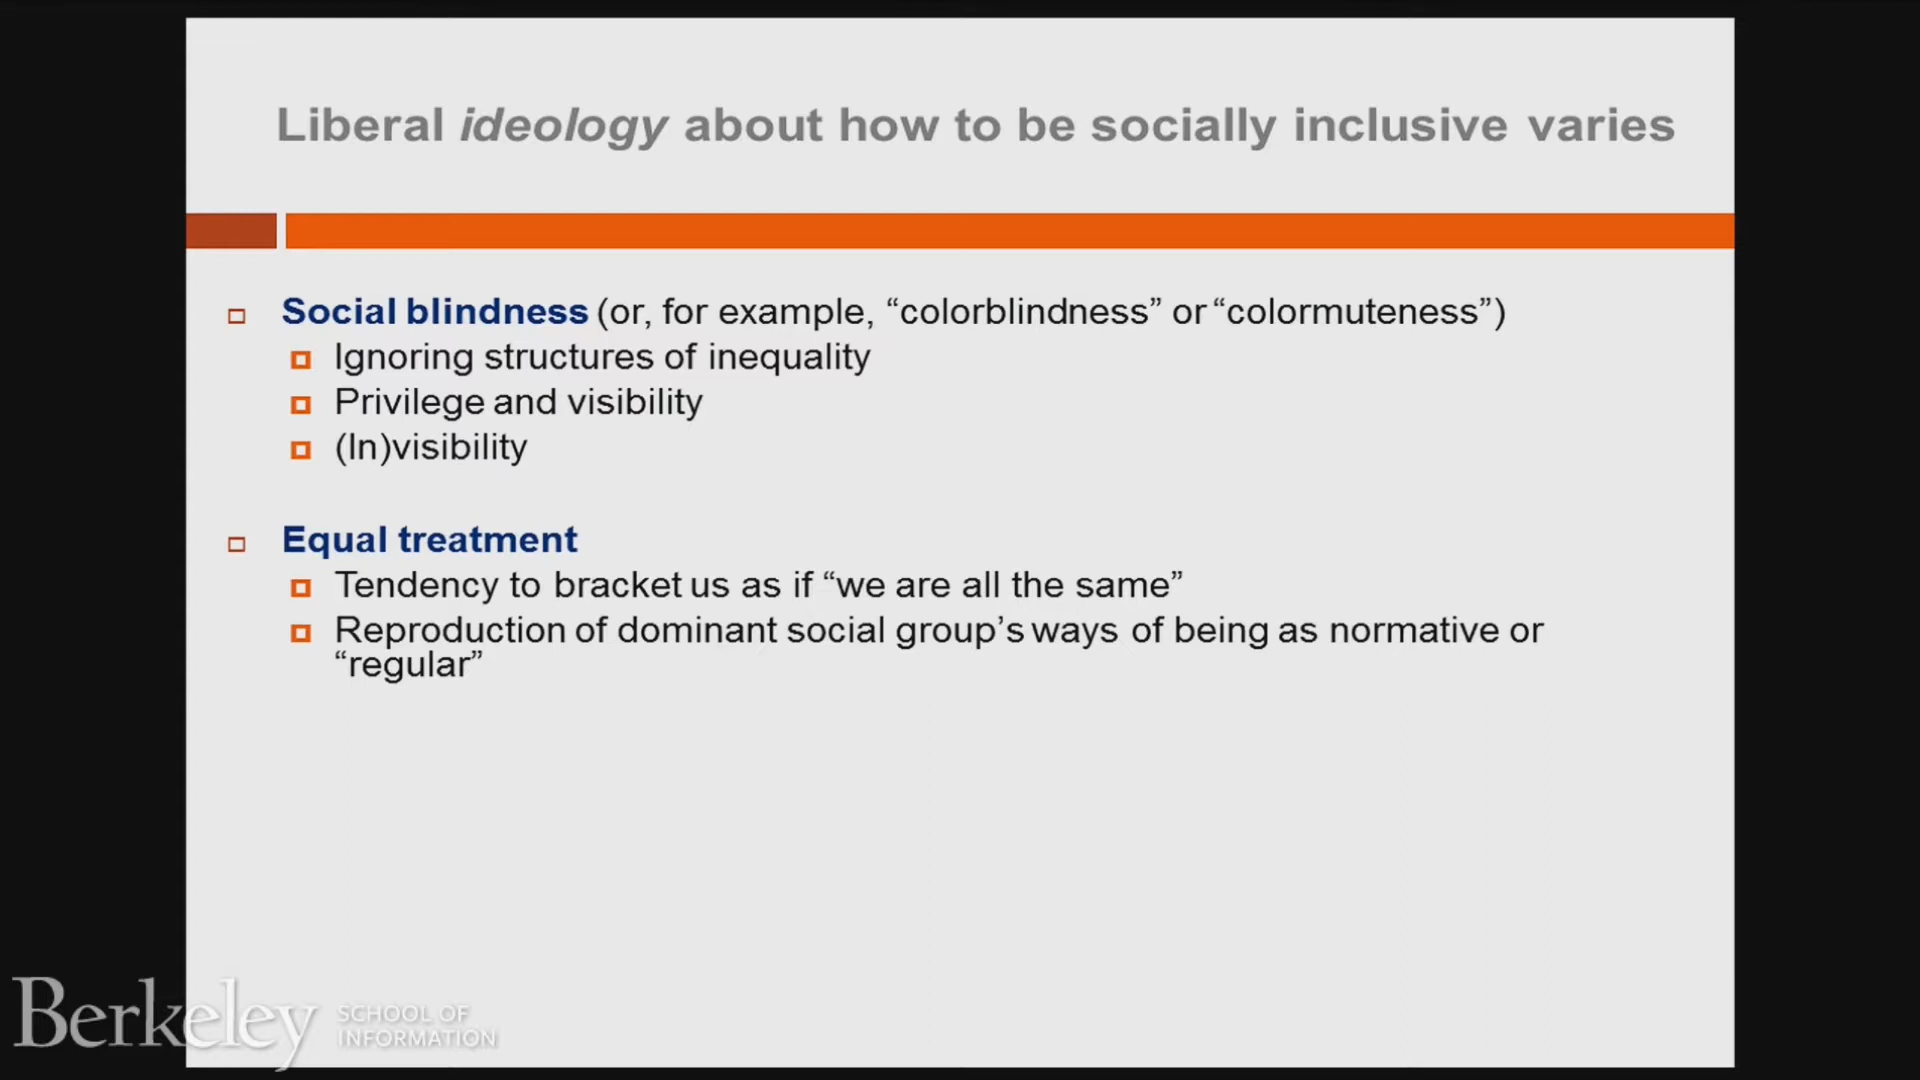 Liberal ideology about how to be socially inclusive varies
Social blindness (or, for example, “colorblindness” or “colormuteness”)
Ignoring structures of inequality
Privilege and visibility
(In)visibility
Equal treatment
Tendency to bracket us as if “we are all the same”
Reproduction of dominant social group’s ways of being as normative or
“regular”
Berkeley SCHOOL OF
INFORMATION